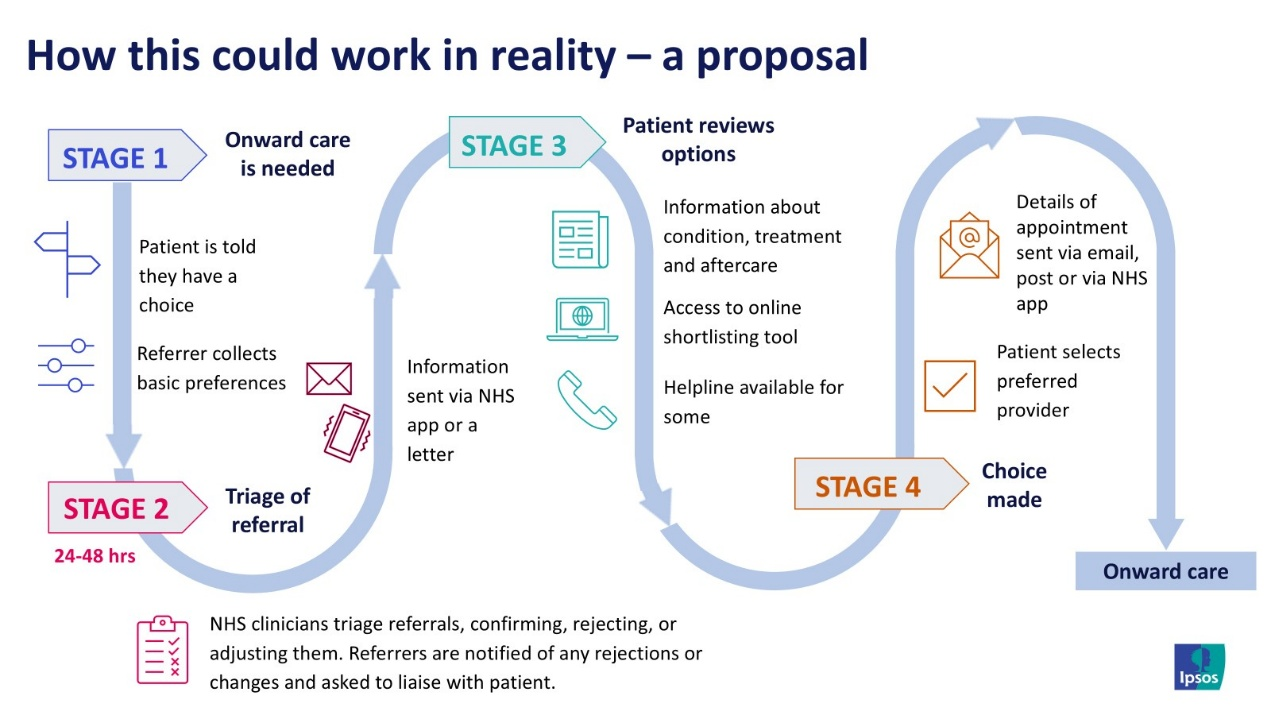 How this could work in reality – a proposal
STAGE 1
Onward care
is needed
Patient is told
they have a
choice
Referrer collects
basic preferences
STAGE 2
24-48 hrs
Triage of
referral
NHS clinicians triage referrals, confirming, rejecting, or
adjusting them. Referrers are notified of any rejections or
changes and asked to liaise with patient.
Information
sent via NHS
app or a
letter
STAGE 3
Patient reviews
options
Information about
condition, treatment
and aftercare
Access to online
shortlisting tool
Helpline available for
some
STAGE 4
Choice
made
Patient selects
preferred
provider
@
Details of
appointment
sent via email,
post or via NHS
app
Onward care
Ipsos